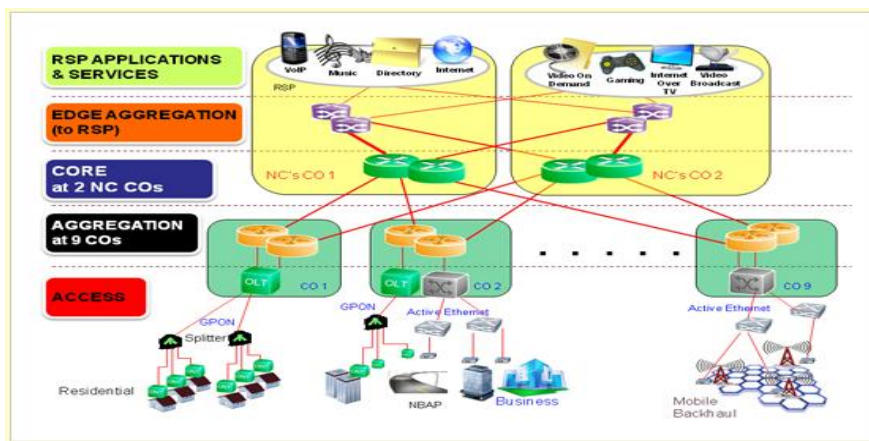 RSP APPLICATIONS
& SERVICES
VoIP
Music
Directory
Internet
RSP
Video On
Demand
Gaming
Internet
Over
TV
Video
Broadcast
EDGE AGGREGATION
(to RSP)
CORE
at 2 NC COs
NC's CO 1
NC's CO 2
AGGREGATION
at 9 COs
OLT
CO 1
OLT
CO 2
CO 9
ACCESS
GPON
Splitter
GPON
Active Ethernet
Active Ethernet
Residential
NBAP
Business
Mobile
Backhaul